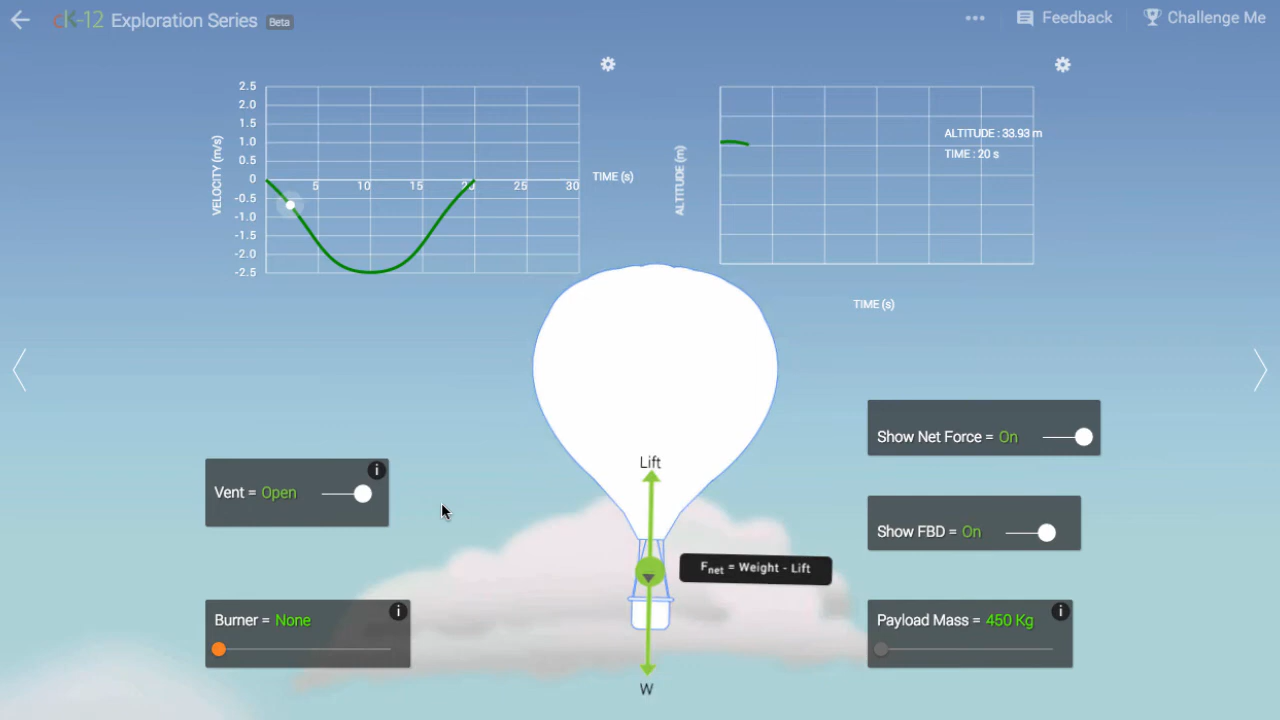 cK-12 Exploration Series Beta
Feedback
Challenge Me
2.5
2.0
1.5
1.0
0.5
0
-0.5
-1.0
-1.5
-2.0
-2.5
VELOCITY (m/s)
5 10 15 20 25 30
TIME (s)
ALTITUDE (m)
ALTITUDE : 33.93 m
TIME : 20 s
TIME (s)
Show Net Force = On
Lift
Vent = Open
i
Show FBD = On
Fnet = Weight - Lift
Burner = None
i
Payload Mass = 450 Kg
i
W